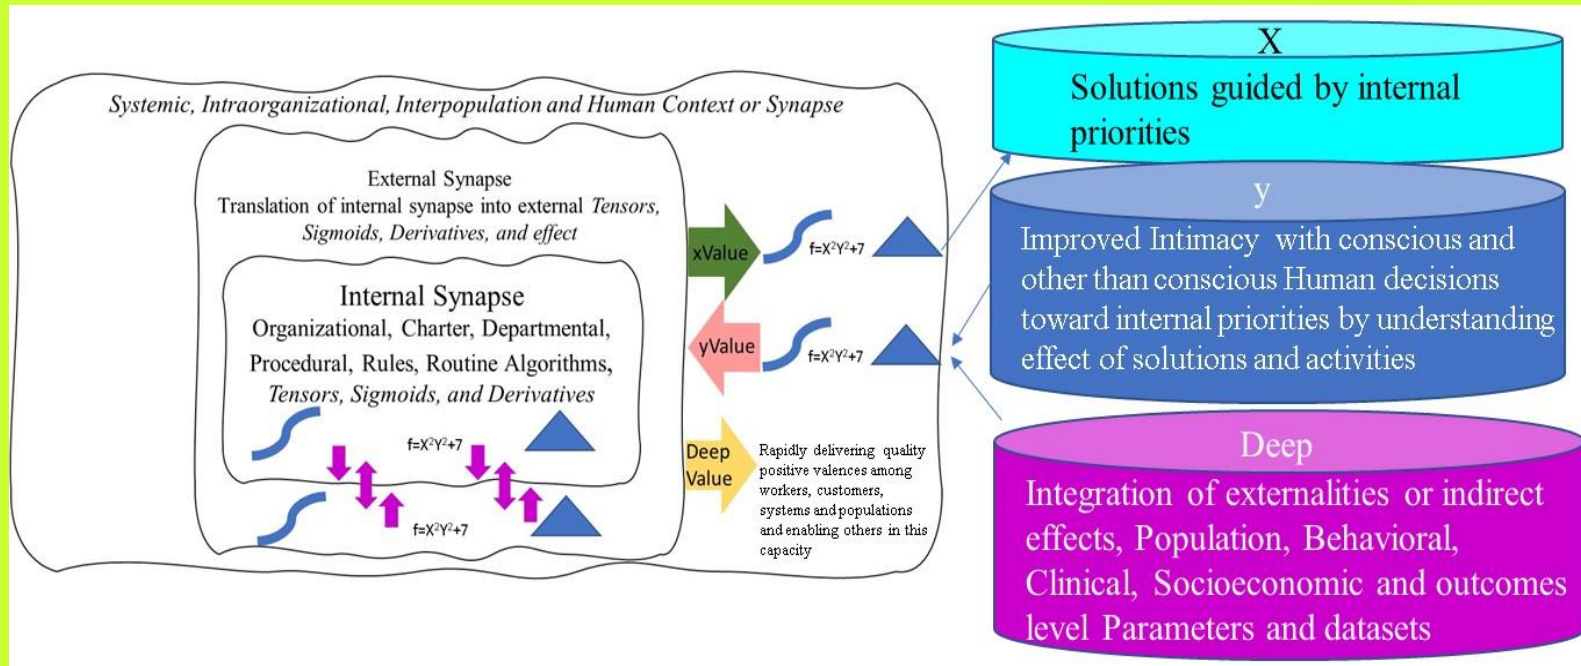 Systemic, Intraorganizational, Interpopulation and Human Context or Synapse
External Synapse
Translation of internal synapse into external Tensors,
Sigmoids, Derivatives, and effect
Internal Synapse
Organizational, Charter, Departmental,
Procedural, Rules, Routine Algorithms,
Tensors, Sigmoids, and Derivatives
f=X²Y²+7
f=X²Y²+7
xValue
f=X²Y²+7
yValue
f=X²Y²+7
Deep
Value
Rapidly delivering quality
positive valences among
workers, customers,
systems and populations
and enabling others in this
capacity
X
Solutions guided by internal
priorities
y
Improved Intimacy with conscious and
other than conscious Human decisions
toward internal priorities by understanding
effect of solutions and activities
Deep
Integration of externalities or indirect
effects, Population, Behavioral,
Clinical, Socioeconomic and outcomes
level Parameters and datasets